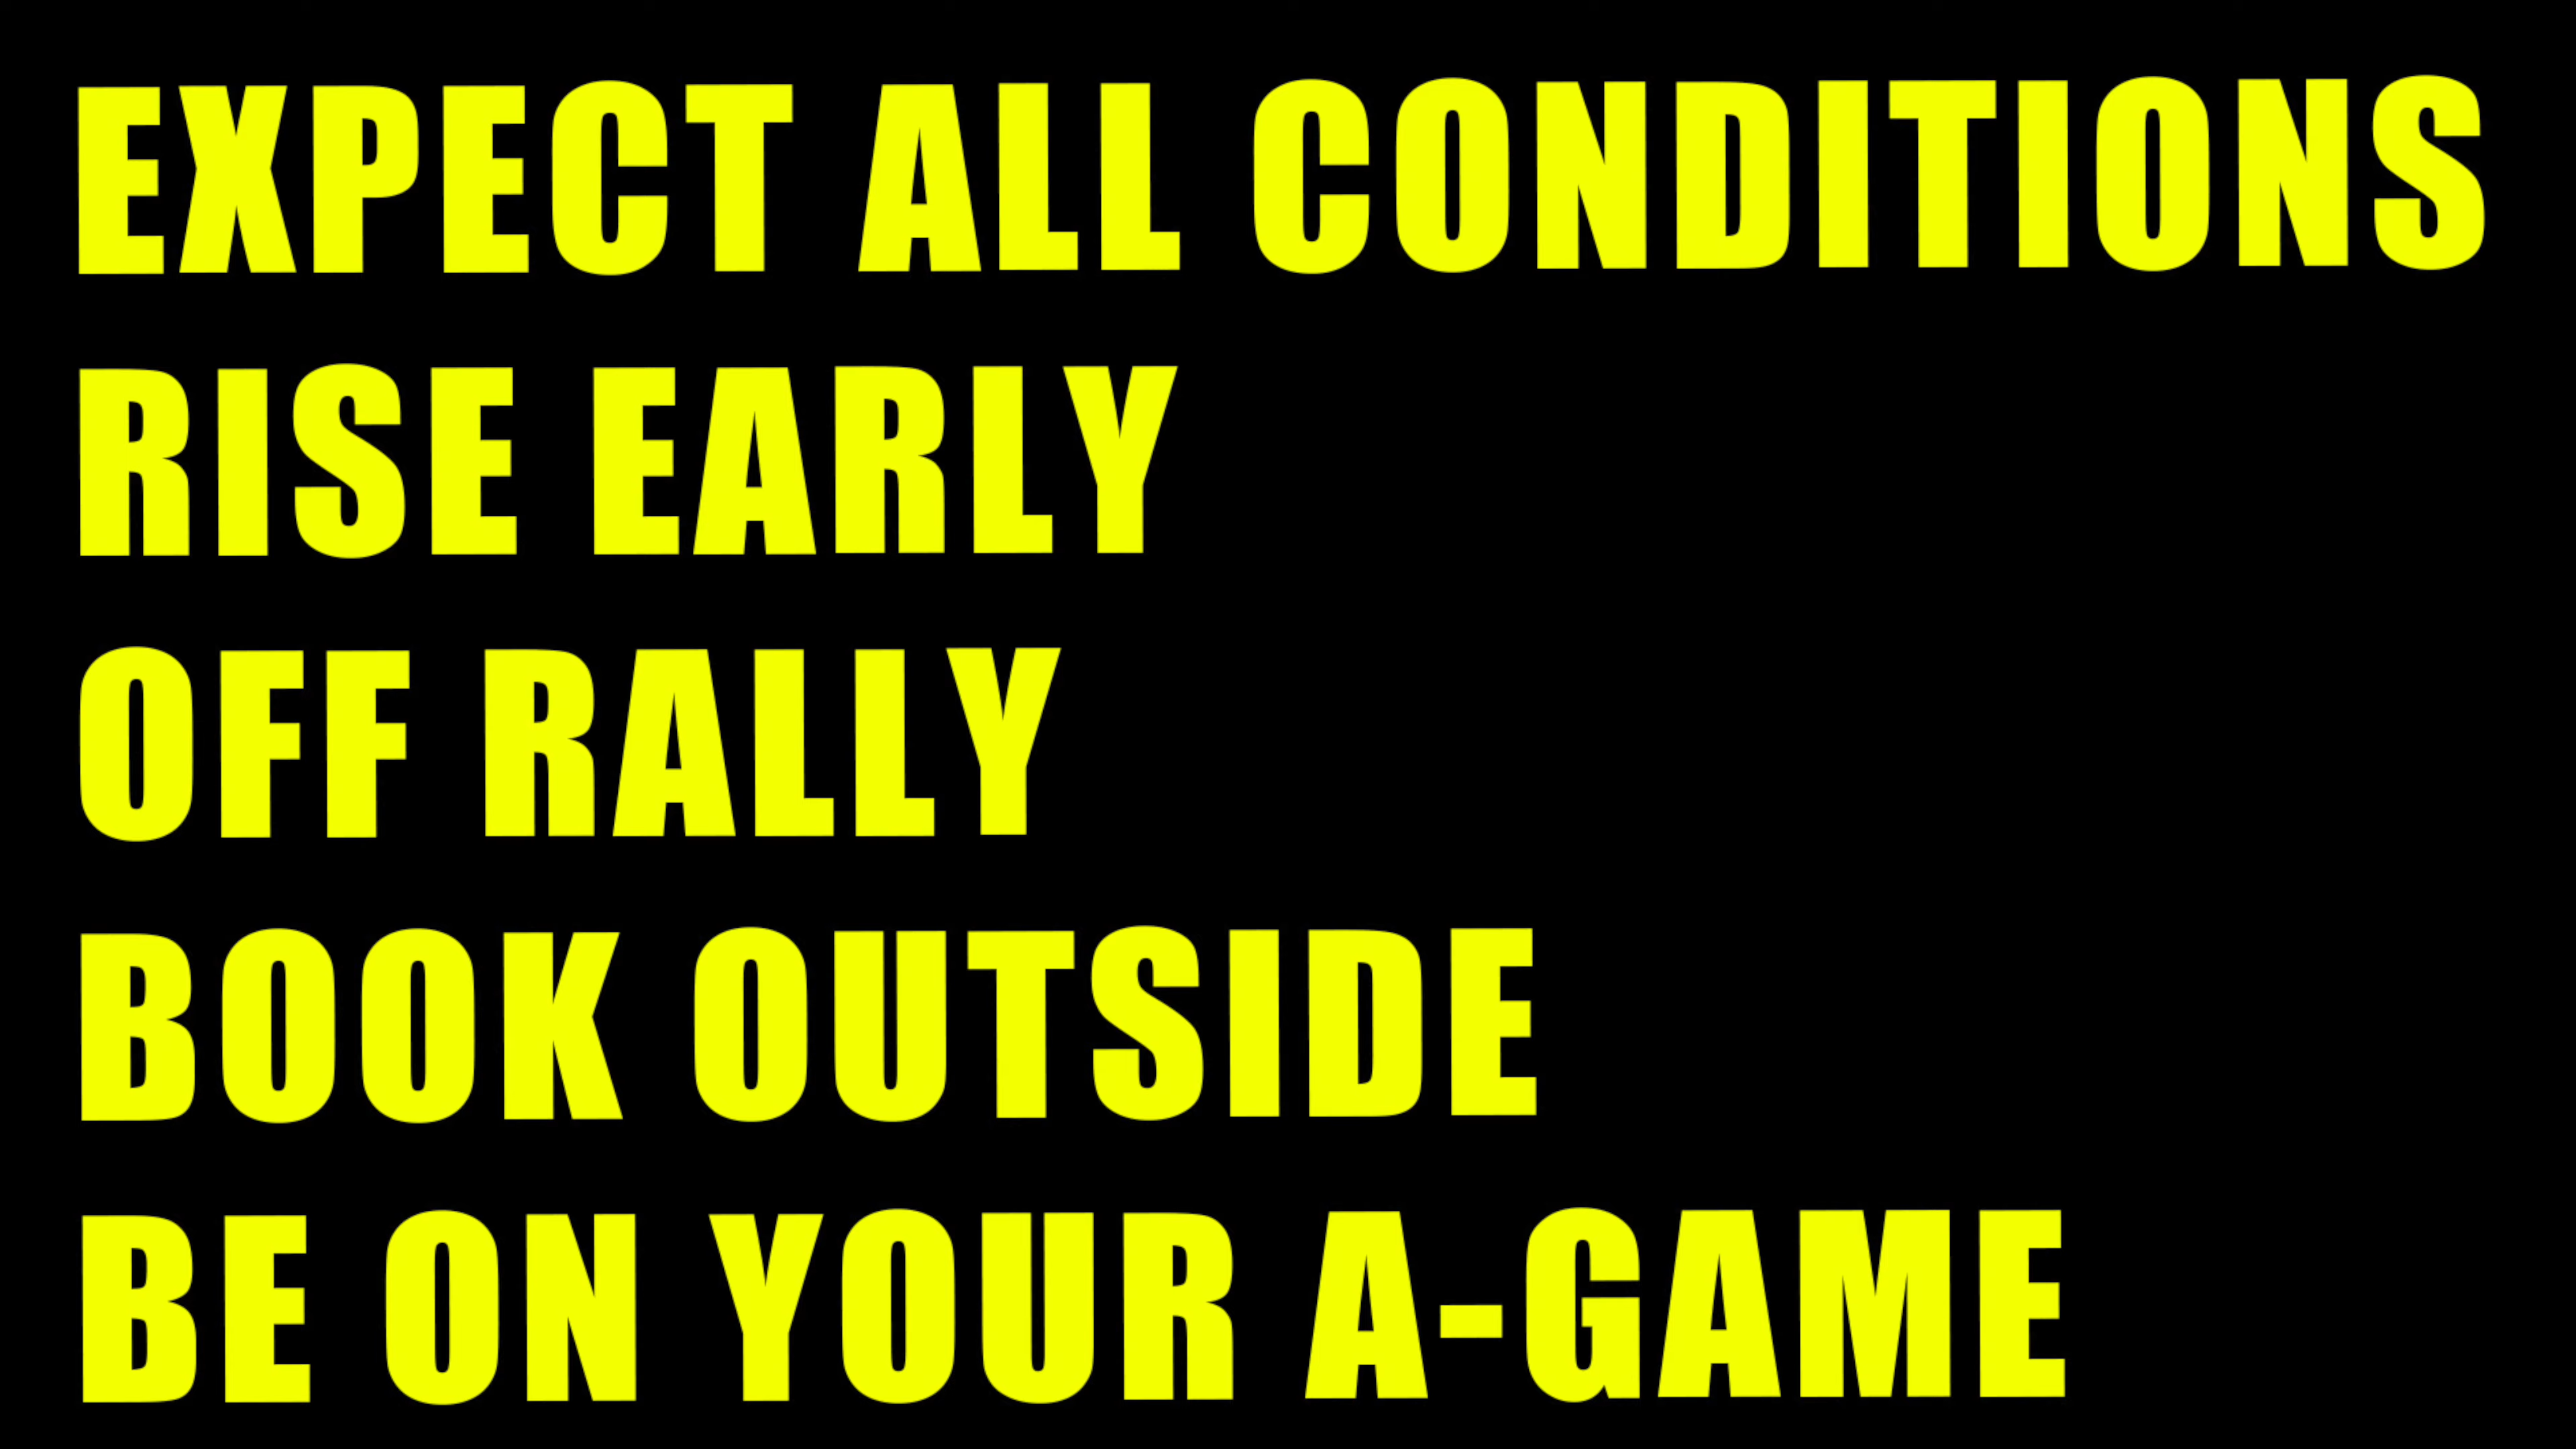 EXPECT ALL CONDITIONS
RISE EARLY
OFF RALLY
BOOK OUTSIDE
BE ON YOUR A-GAME